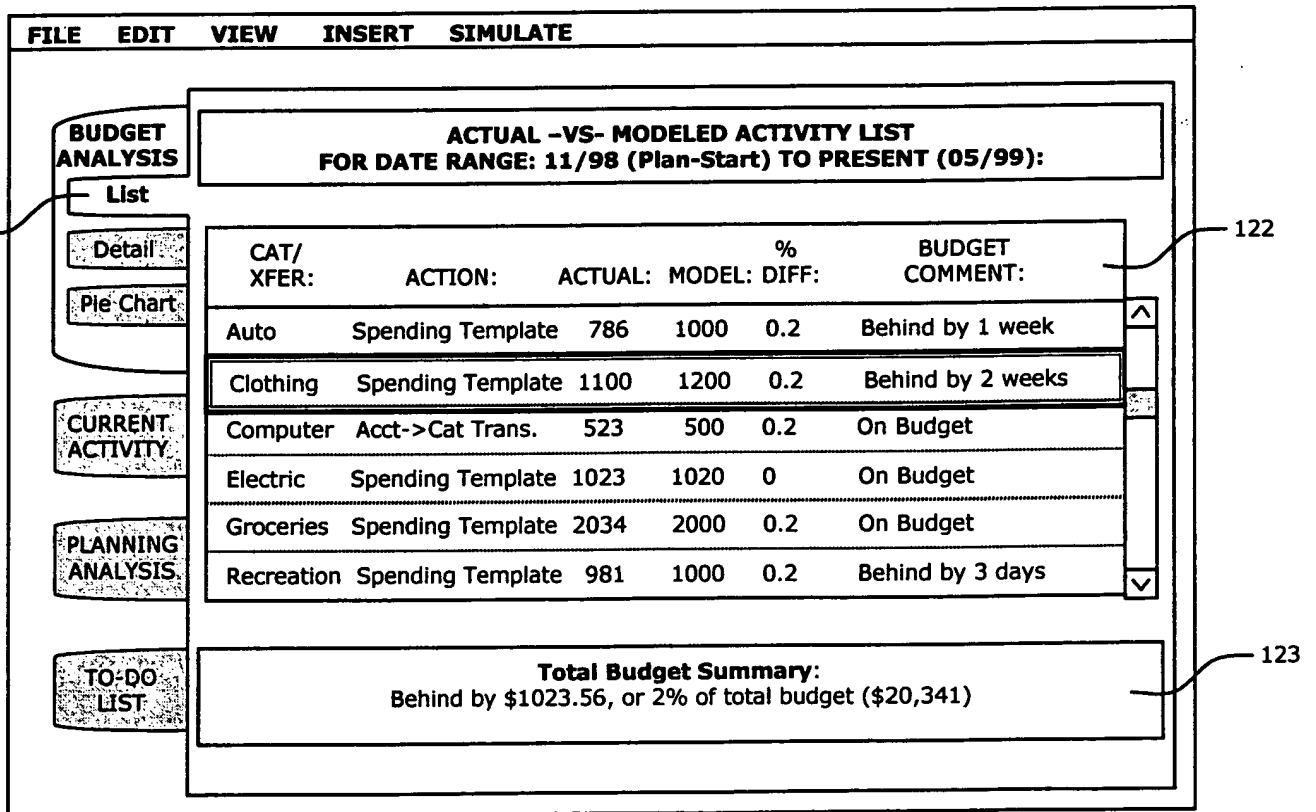 FILE EDIT VIEW INSERT SIMULATE
BUDGET
ANALYSIS
List
Detail
Pie Chart
CURRENT
ACTIVITY
PLANNING
ANALYSIS
TO-DO
LIST
ACTUAL –VS- MODELED ACTIVITY LIST
FOR DATE RANGE: 11/98 (Plan-Start) TO PRESENT (05/99):
CAT/ % BUDGET
XFER: ACTION: ACTUAL: MODEL: DIFF: COMMENT:
Auto Spending Template 786 1000 0.2 Behind by 1 week
Clothing Spending Template 1100 1200 0.2 Behind by 2 weeks
Computer Acct->Cat Trans. 523 500 0.2 On Budget
Electric Spending Template 1023 1020 0 On Budget
Groceries Spending Template 2034 2000 0.2 On Budget
Recreation Spending Template 981 1000 0.2 Behind by 3 days
122
Total Budget Summary:
Behind by $1023.56, or 2% of total budget ($20,341)
123